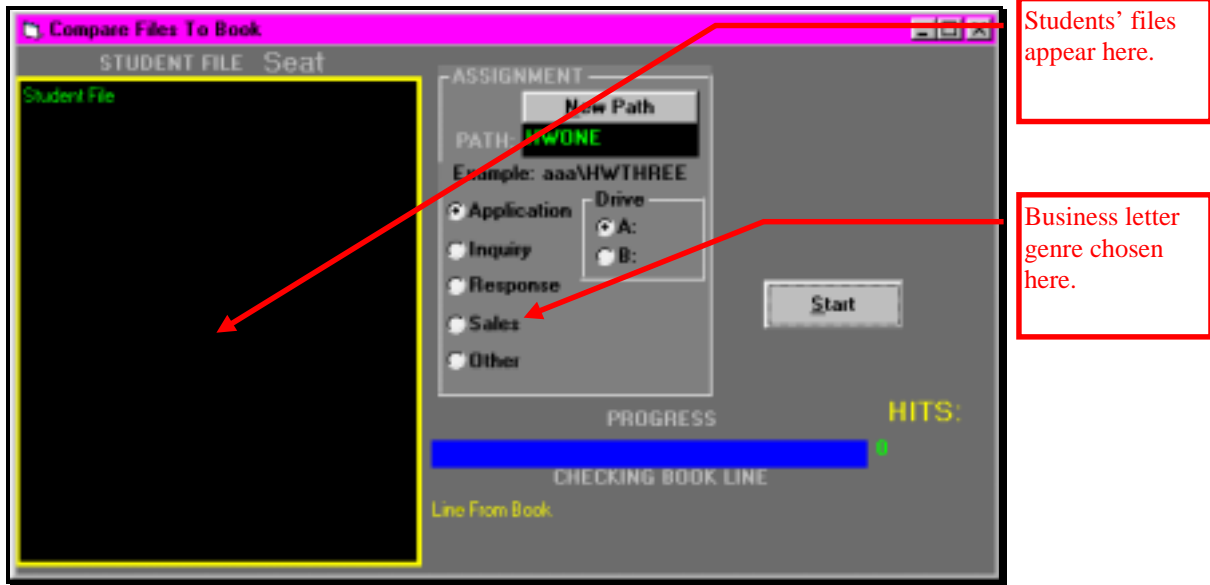 Compare Files To Book
STUDENT FILE Seat
Student File
ASSIGNMENT
New Path
PATH: HWONE
Example: aaa\HWTHREE
Application
Inquiry
Response
Sales
Other
Drive
A:
B:
Start
PROGRESS
HITS:
0
CHECKING BOOK LINE
Line From Book
Students’ files
appear here.
Business letter
genre chosen
here.